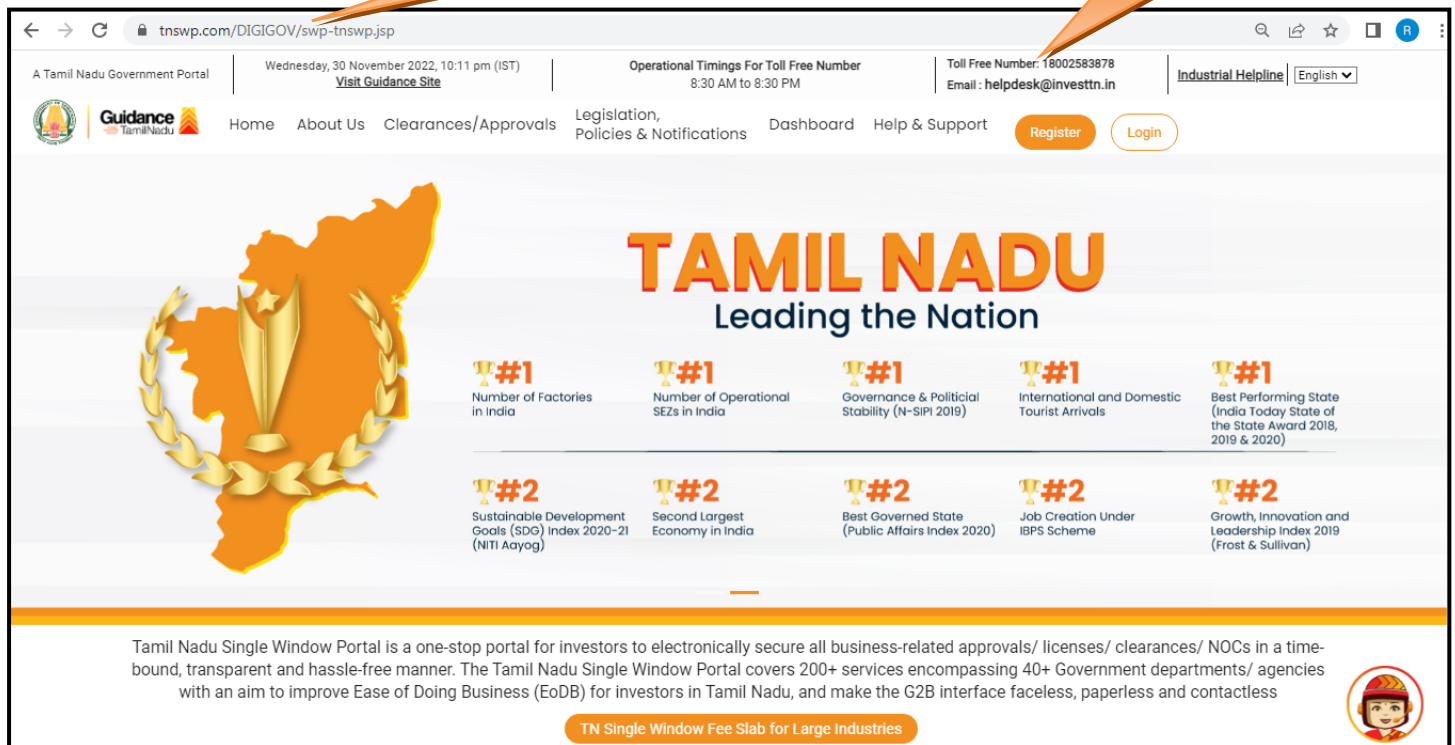 tnswp.com/DIGIGOV/swp-tnswp.jsp
R
A Tamil Nadu Government Portal
Wednesday, 30 November 2022, 10:11 pm (IST)
Visit Guidance Site
Operational Timings For Toll Free Number
8:30 AM to 8:30 PM
Toll Free Number: 18002583878
Email : helpdesk@investtn.in
Industrial Helpline
English
Guidance
TamilNadu
Home
About Us
Clearances/Approvals
Legislation,
Policies & Notifications
Dashboard
Help & Support
Register
Login
TAMIL NADU
Leading the Nation
#1
Number of Factories
in India
#1
Number of Operational
SEZs in India
#1
Governance & Politicial
Stability (N-SIPI 2019)
#1
International and Domestic
Tourist Arrivals
#1
Best Performing State
(India Today State of
the State Award 2018,
2019 & 2020)
#2
Sustainable Development
Goals (SDG) Index 2020-21
(NITI Aayog)
#2
Second Largest
Economy in India
#2
Best Governed State
(Public Affairs Index 2020)
#2
Job Creation Under
IBPS Scheme
#2
Growth, Innovation and
Leadership Index 2019
(Frost & Sullivan)
Tamil Nadu Single Window Portal is a one-stop portal for investors to electronically secure all business-related approvals/ licenses/ clearances/ NOCs in a time-
bound, transparent and hassle-free manner. The Tamil Nadu Single Window Portal covers 200+ services encompassing 40+ Government departments/ agencies
with an aim to improve Ease of Doing Business (EoDB) for investors in Tamil Nadu, and make the G2B interface faceless, paperless and contactless
TN Single Window Fee Slab for Large Industries